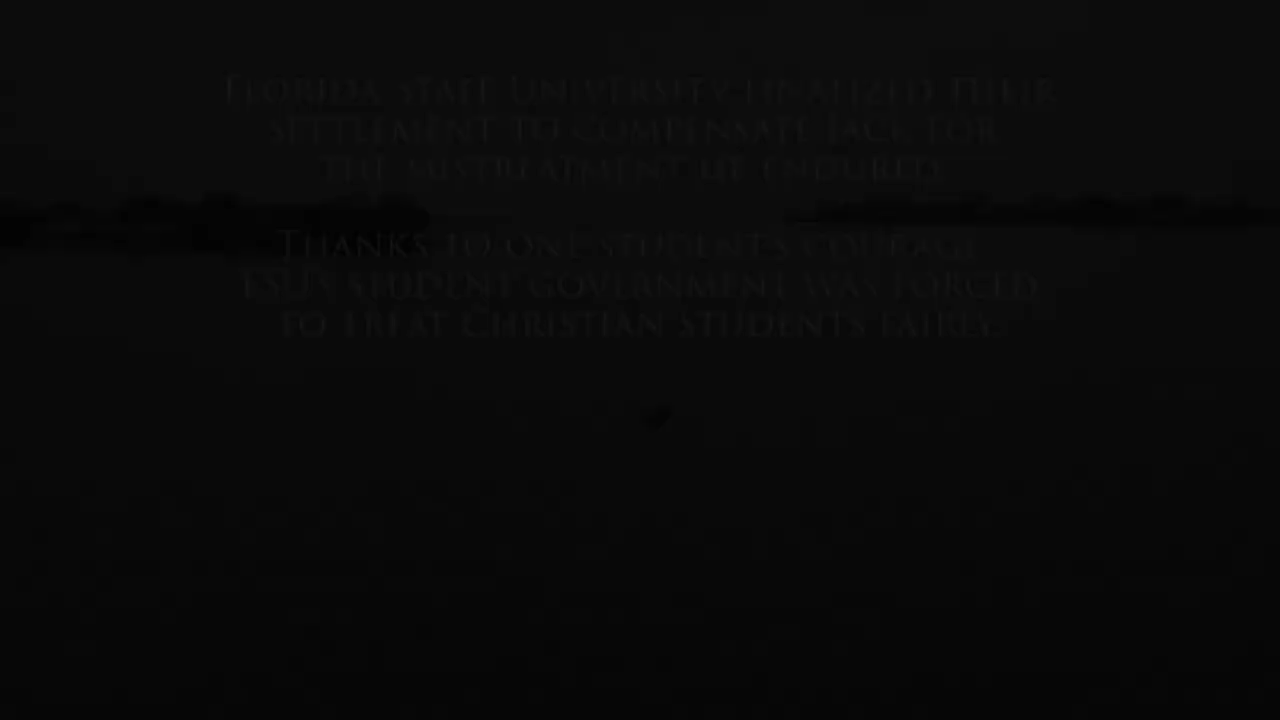 FLORIDA STATE UNIVERSITY FINALIZED THEIR
SETTLEMENT TO COMPENSATE JACK FOR
THE MISTREATMENT HE ENDURED.
THANKS TO ONE STUDENT'S COURAGE
FSU'S STUDENT GOVERNMENT WAS FORCED
TO TREAT CHRISTIAN STUDENTS FAIRLY.